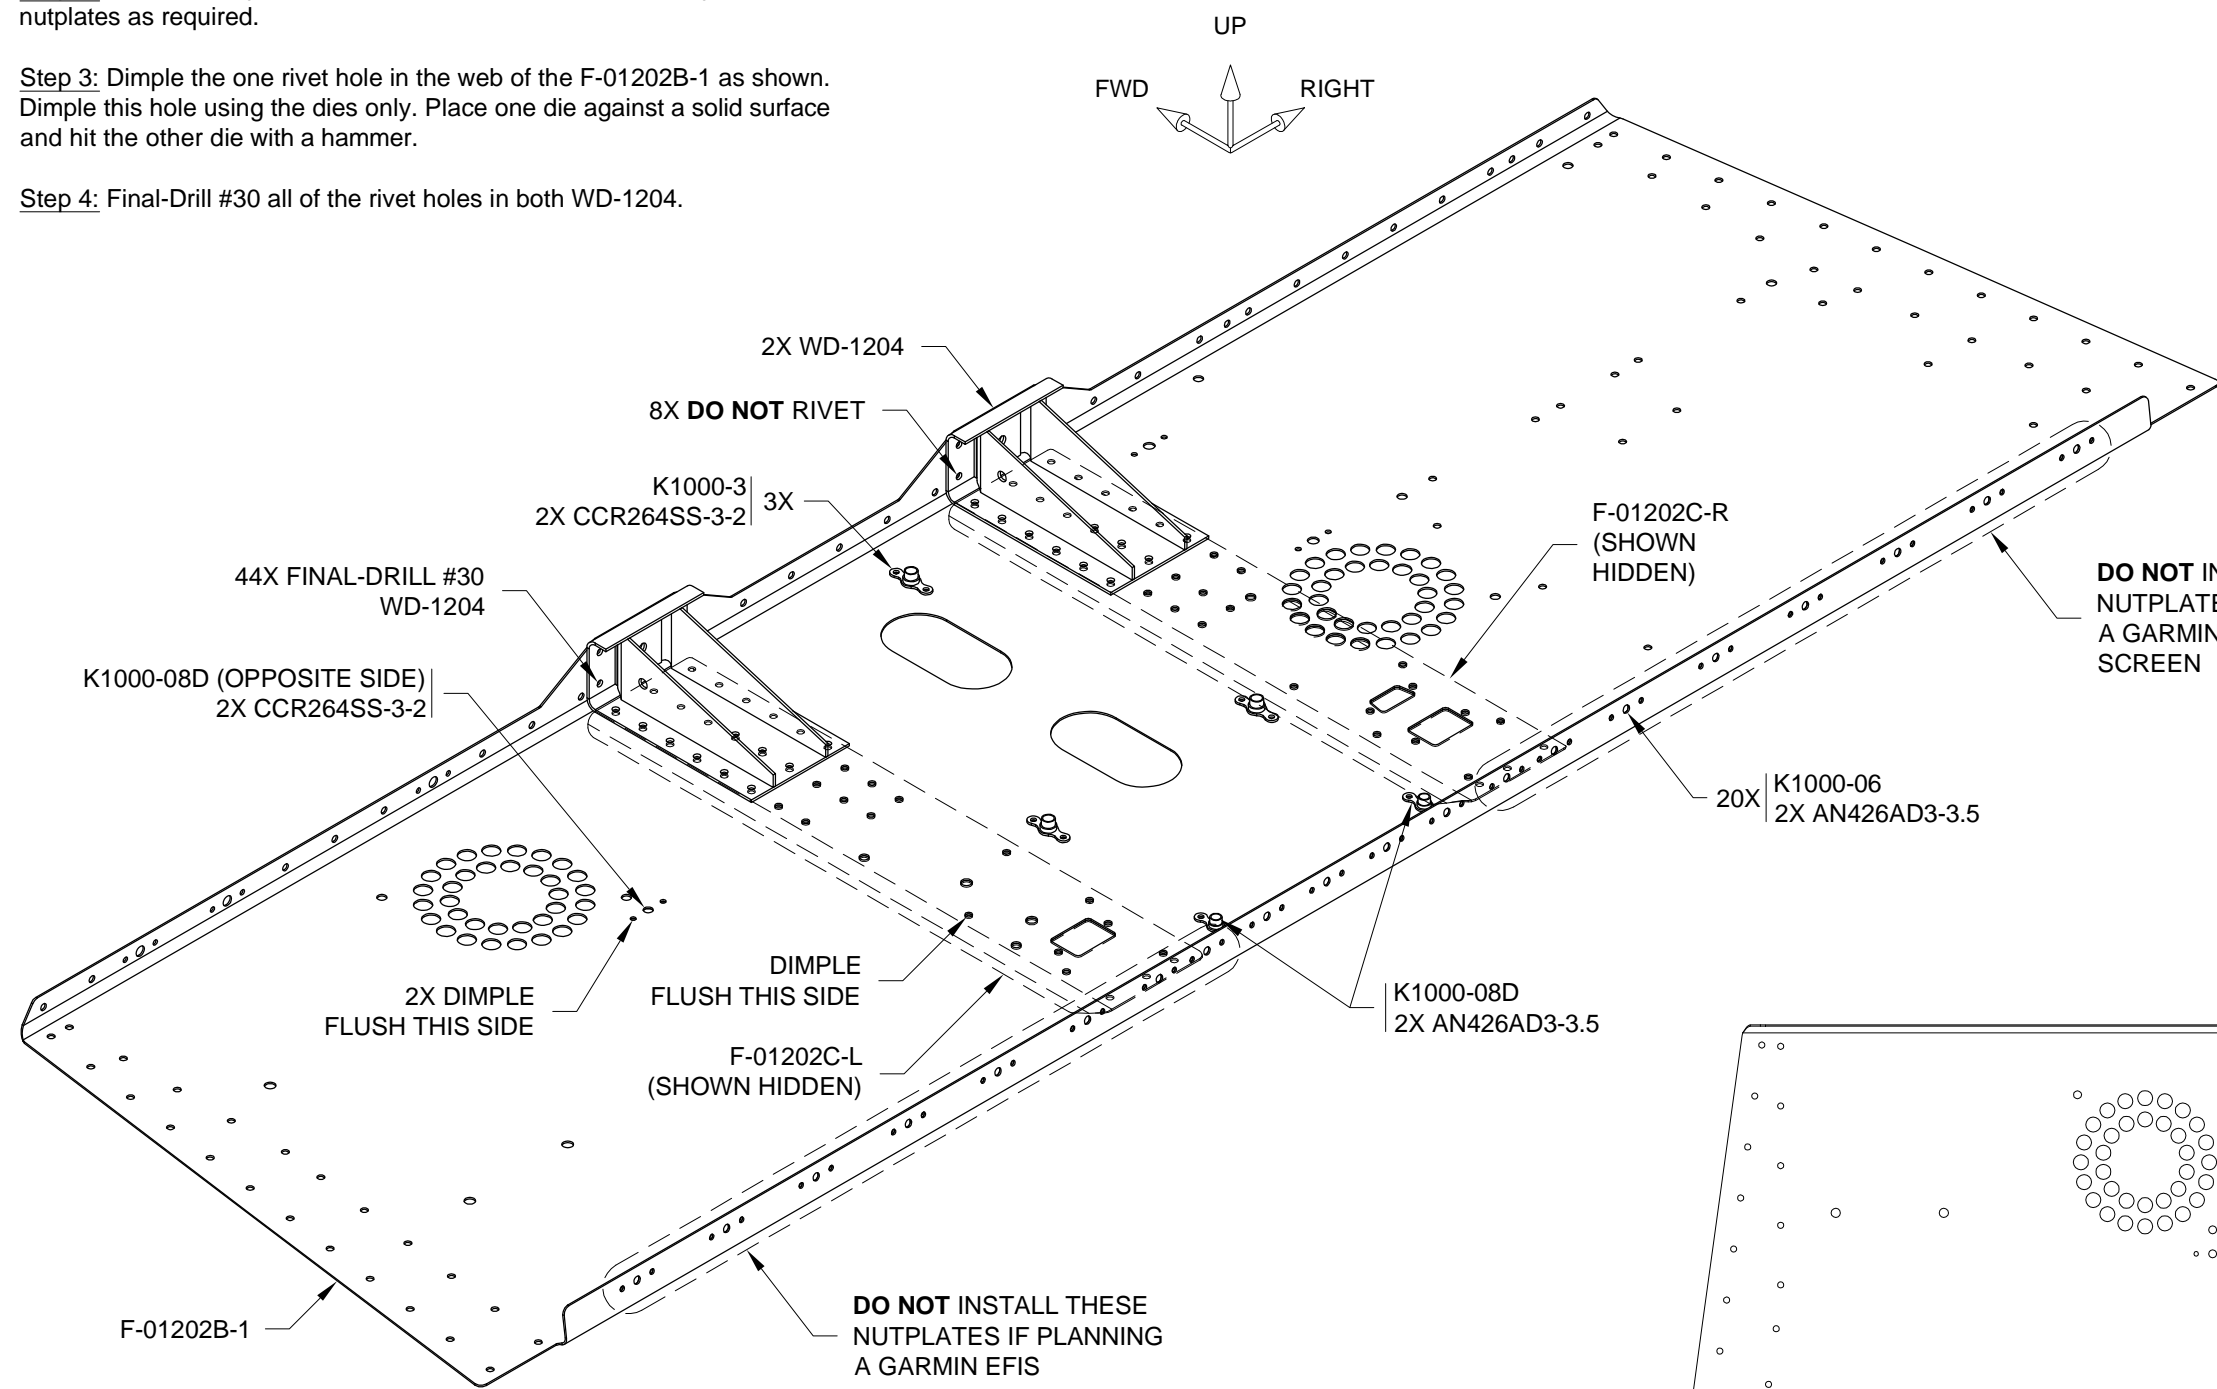 nutplates as required.
Step 3: Dimple the one rivet hole in the web of the F-01202B-1 as shown.
Dimple this hole using the dies only. Place one die against a solid surface
and hit the other die with a hammer.
Step 4: Final-Drill #30 all of the rivet holes in both WD-1204.
UP
FWD
RIGHT
2X WD-1204
8X DO NOT RIVET
K1000-3
2X CCR264SS-3-2
3X
44X FINAL-DRILL #30
WD-1204
K1000-08D (OPPOSITE SIDE)
2X CCR264SS-3-2
F-01202C-R
(SHOWN
HIDDEN)
DO NOT
NUTPLATE
A GARMIN
SCREEN
20X
K1000-06
2X AN426AD3-3.5
K1000-08D
2X AN426AD3-3.5
DIMPLE
FLUSH THIS SIDE
2X DIMPLE
FLUSH THIS SIDE
F-01202C-L
(SHOWN HIDDEN)
DO NOT INSTALL THESE
NUTPLATES IF PLANNING
A GARMIN EFIS
F-01202B-1